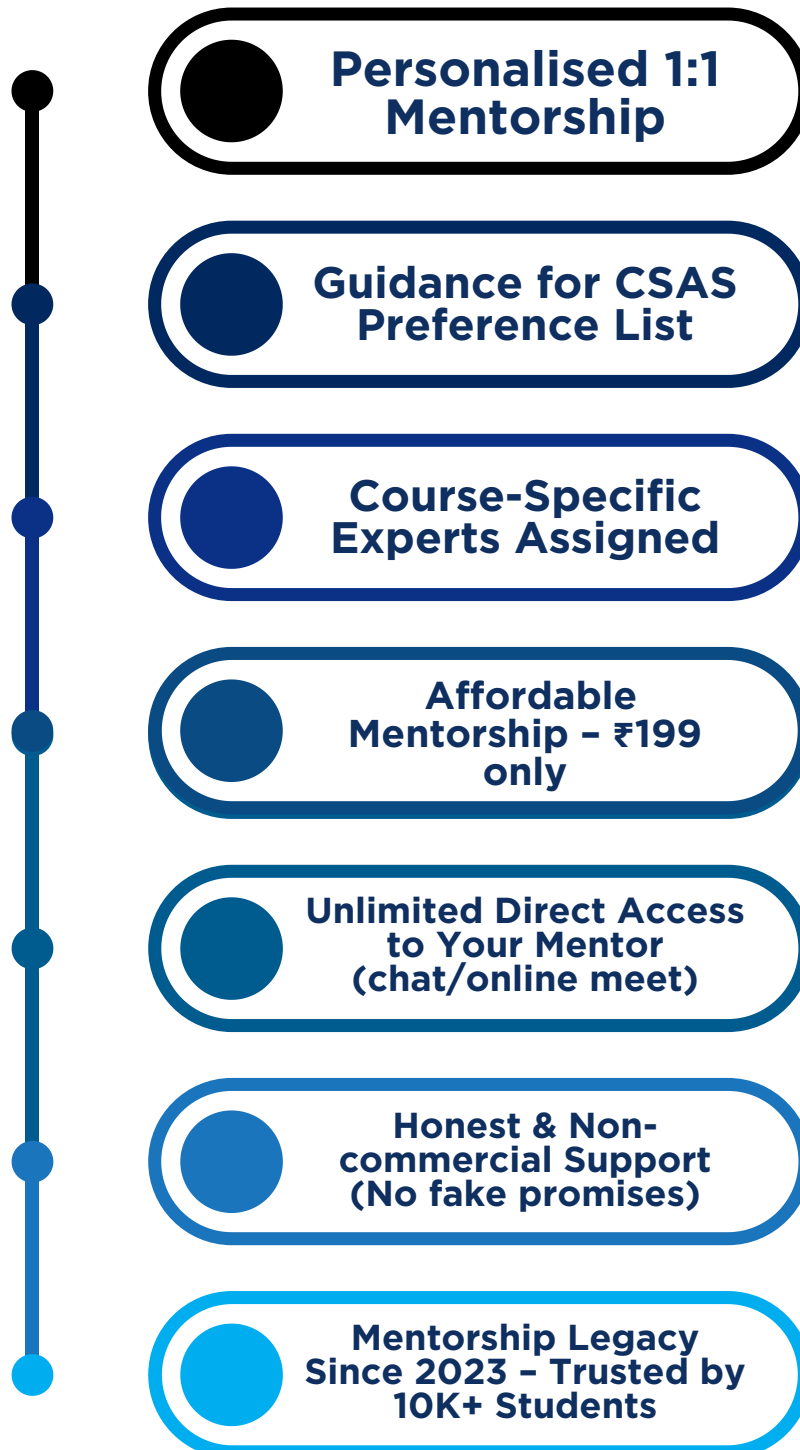 Personalised 1:1
Mentorship
Guidance for CSAS
Preference List
Course-Specific
Experts Assigned
Affordable
Mentorship – ₹199
only
Unlimited Direct Access
to Your Mentor
(chat/online meet)
Honest & Non-
commercial Support
(No fake promises)
Mentorship Legacy
Since 2023 – Trusted by
10K+ Students